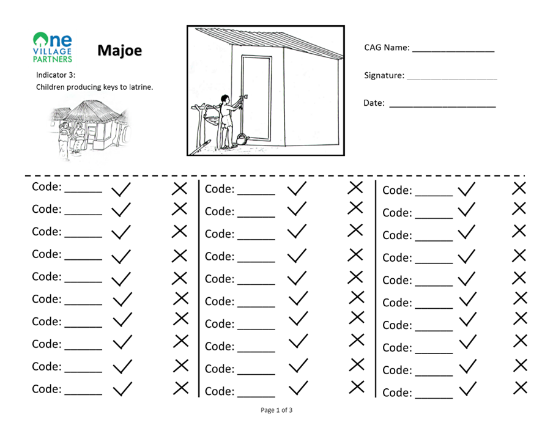 One
VILLAGE
PARTNERS
Majoe
Indicator 3:
Children producing keys to latrine.
CAG Name: ____________
Signature: ____________
Date: ____________
Code: ______ ✓ ✕ Code: ______ ✓ ✕ Code: ______ ✓ ✕
Code: ______ ✓ ✕ Code: ______ ✓ ✕ Code: ______ ✓ ✕
Code: ______ ✓ ✕ Code: ______ ✓ ✕ Code: ______ ✓ ✕
Code: ______ ✓ ✕ Code: ______ ✓ ✕ Code: ______ ✓ ✕
Code: ______ ✓ ✕ Code: ______ ✓ ✕ Code: ______ ✓ ✕
Code: ______ ✓ ✕ Code: ______ ✓ ✕ Code: ______ ✓ ✕
Code: ______ ✓ ✕ Code: ______ ✓ ✕ Code: ______ ✓ ✕
Code: ______ ✓ ✕ Code: ______ ✓ ✕ Code: ______ ✓ ✕
Code: ______ ✓ ✕ Code: ______ ✓ ✕ Code: ______ ✓ ✕
Code: ______ ✓ ✕ Code: ______ ✓ ✕ Code: ______ ✓ ✕
Page 1 of 3